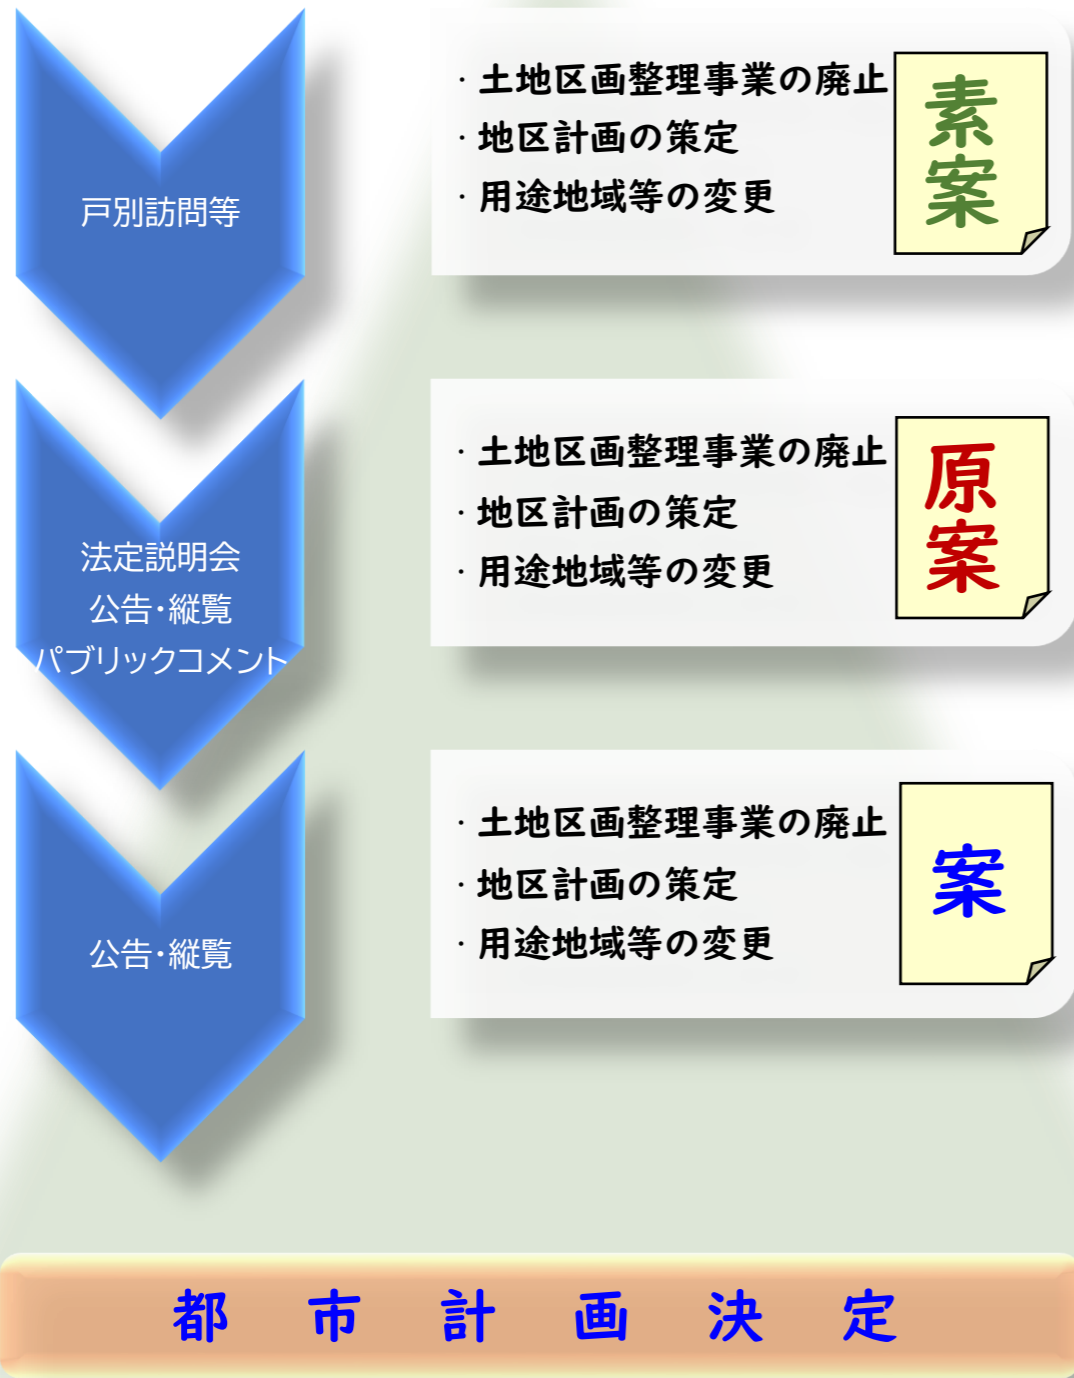 戸別訪問等
・土地区画整理事業の廃止
・地区計画の策定
・用途地域等の変更
素案
法定説明会
公告・縦覧
パブリックコメント
・土地区画整理事業の廃止
・地区計画の策定
・用途地域等の変更
原案
公告・縦覧
・土地区画整理事業の廃止
・地区計画の策定
・用途地域等の変更
案
都市計画決定